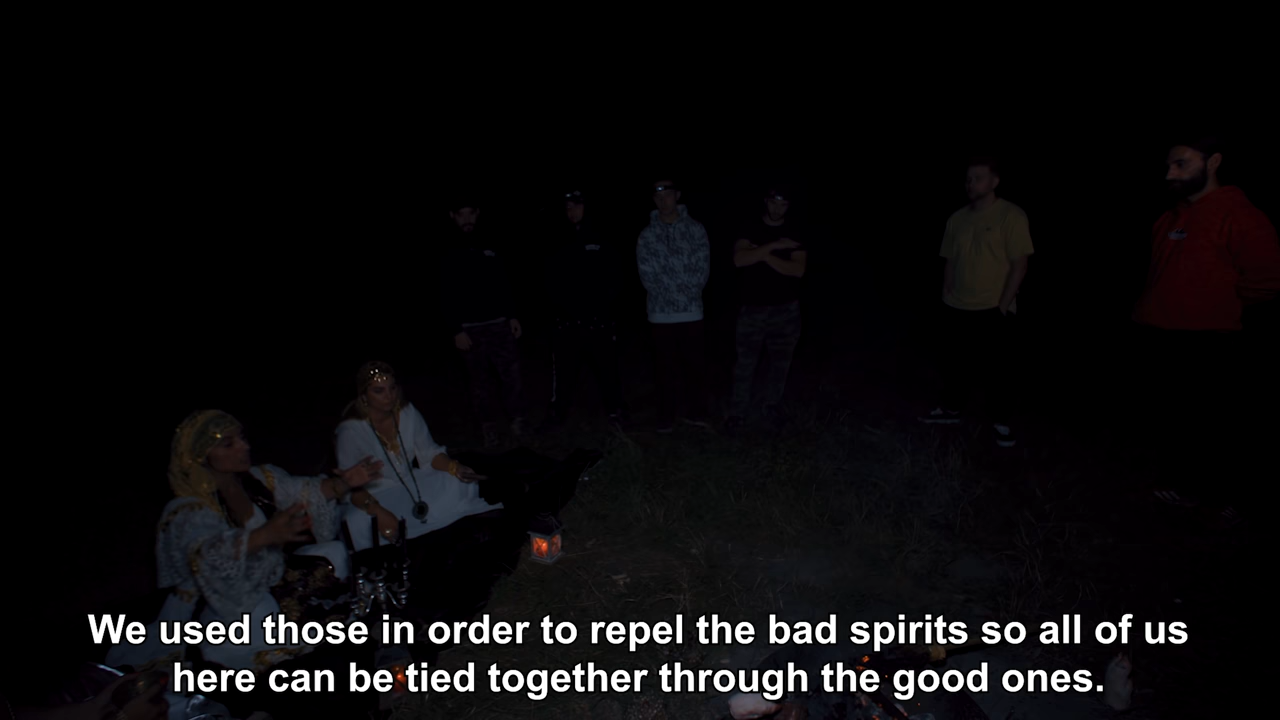 We used those in order to repel the bad spirits so all of us
here can be tied together through the good ones.